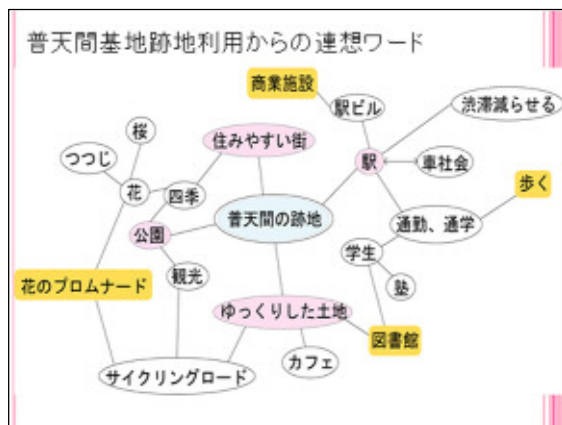 普天間基地跡地利用からの連想ワード
商業施設
駅ビル
渋滞減らせる
桜
住みやすい街
つつじ
駅
車社会
花
四季
歩く
普天間の跡地
通勤、通学
公園
学生
観光
塾
花のプロムナード
ゆっくりした土地
図書館
カフェ
サイクリングロード